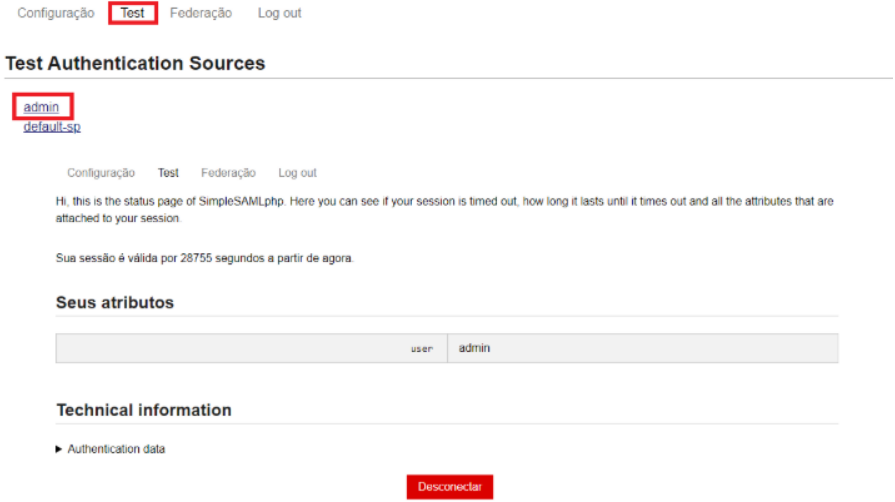 Configuração Test Federação Log out
Test Authentication Sources
admin
default-sp
Configuração Test Federação Log out
Hi, this is the status page of SimpleSAMLphp. Here you can see if your session is timed out, how long it lasts until it times out and all the attributes that are
attached to your session.
Sua sessão é válida por 28755 segundos a partir de agora.
Seus atributos
user admin
Technical information
▶ Authentication data
Desconectar